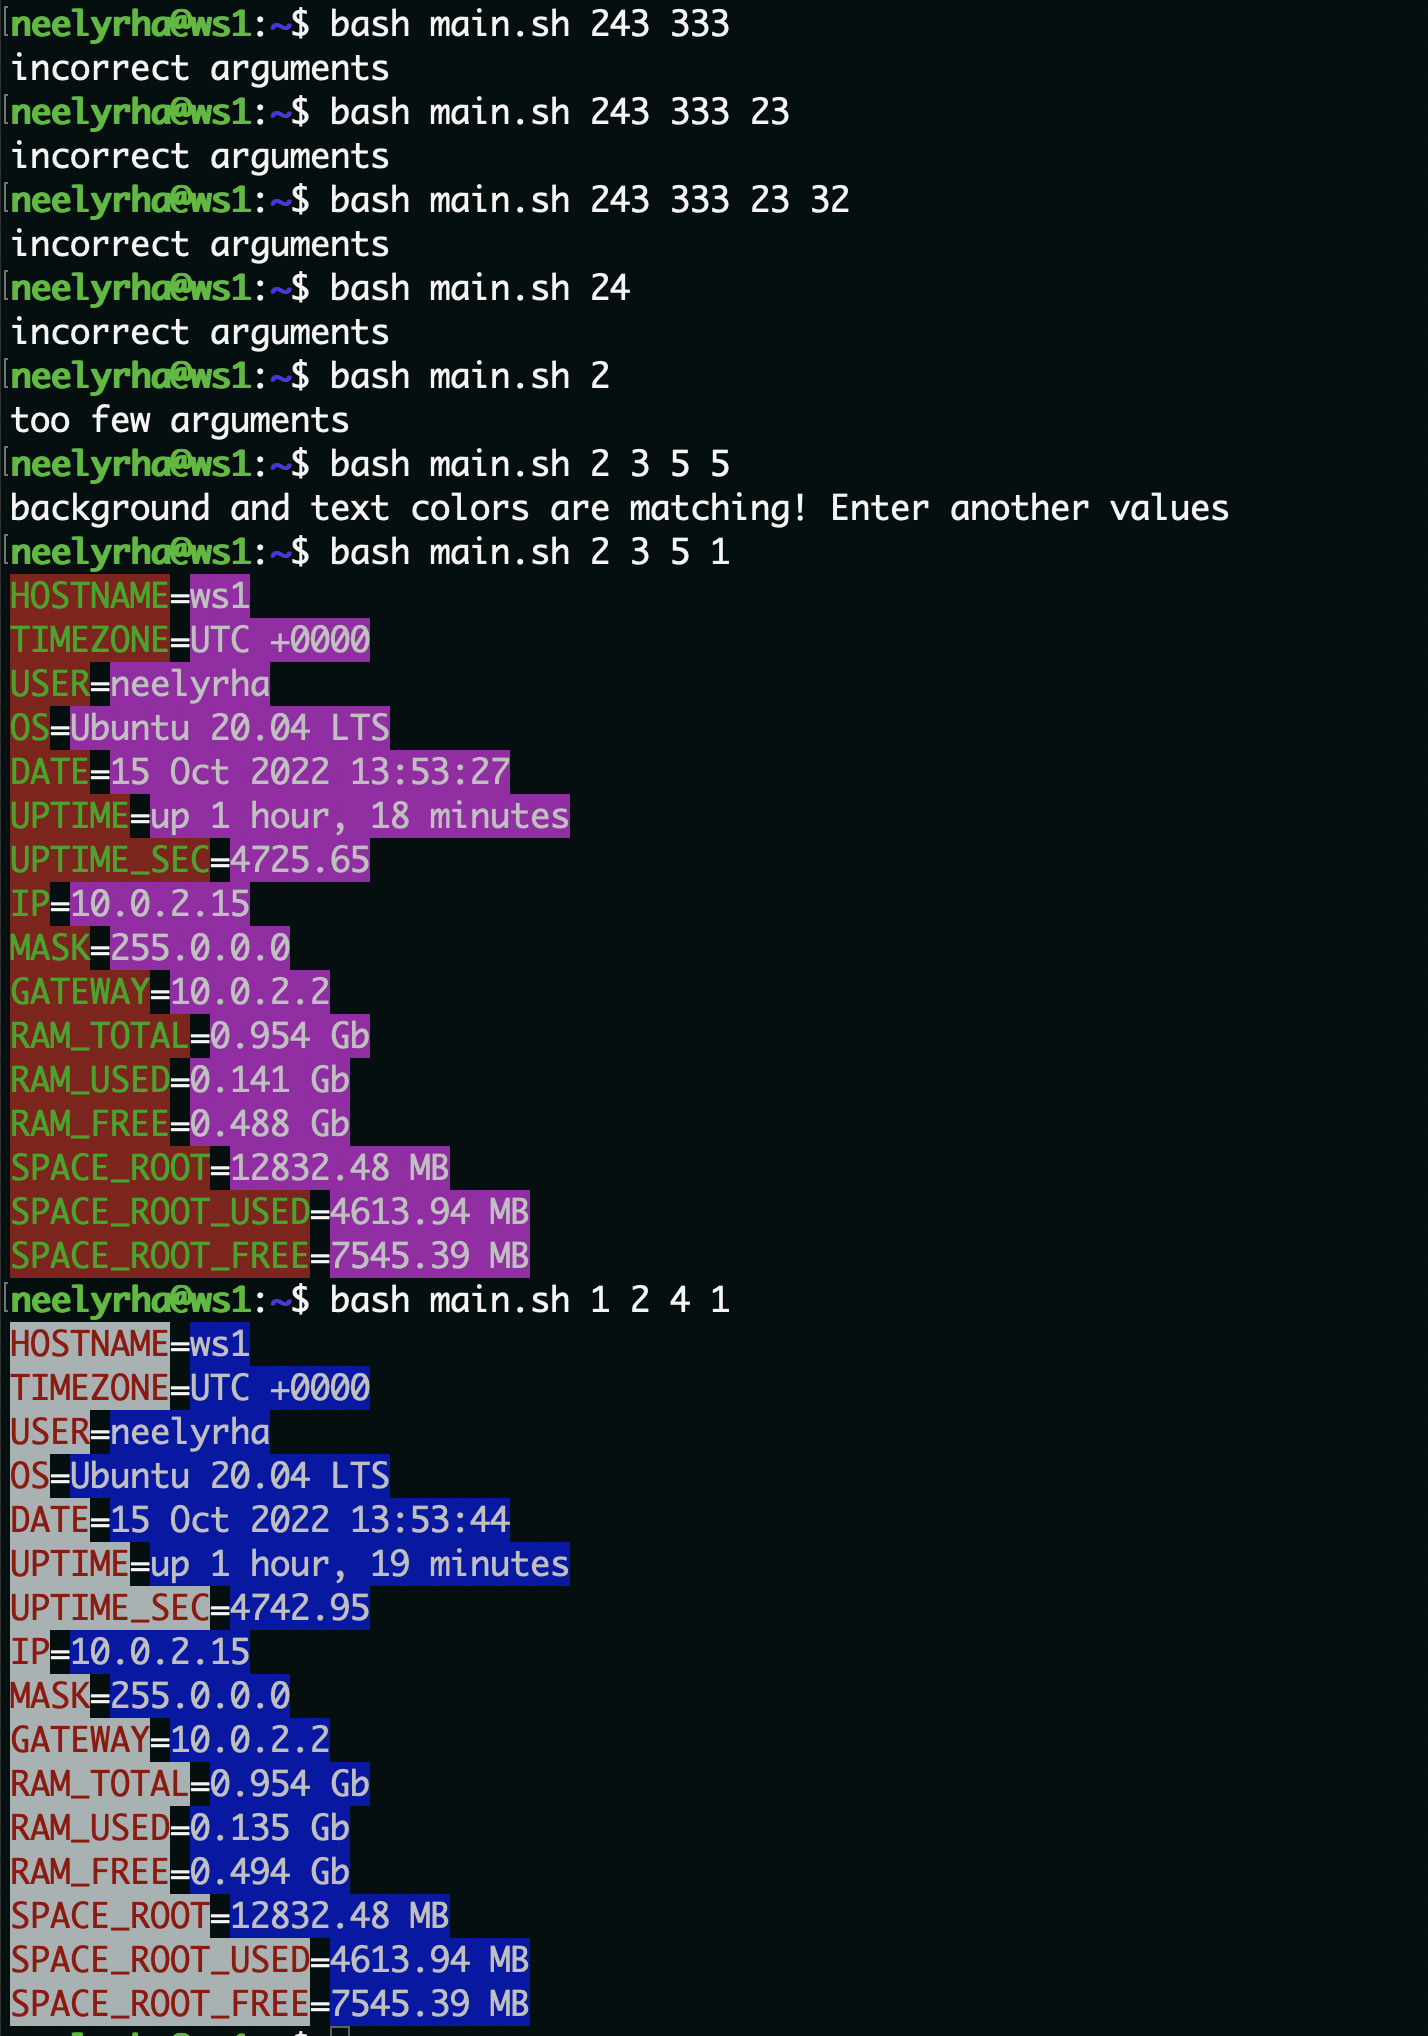 neelyrha@ws1:~$ bash main.sh 243 333
incorrect arguments
neelyrha@ws1:~$ bash main.sh 243 333 23
incorrect arguments
neelyrha@ws1:~$ bash main.sh 243 333 23 32
incorrect arguments
neelyrha@ws1:~$ bash main.sh 24
incorrect arguments
neelyrha@ws1:~$ bash main.sh 2
too few arguments
neelyrha@ws1:~$ bash main.sh 2 3 5 5
background and text colors are matching! Enter another values
neelyrha@ws1:~$ bash main.sh 2 3 5 1
HOSTNAME=ws1
TIMEZONE=UTC +0000
USER=neelyrha
OS=Ubuntu 20.04 LTS
DATE=15 Oct 2022 13:53:27
UPTIME=up 1 hour, 18 minutes
UPTIME_SEC=4725.65
IP=10.0.2.15
MASK=255.0.0.0
GATEWAY=10.0.2.2
RAM_TOTAL=0.954 Gb
RAM_USED=0.141 Gb
RAM_FREE=0.488 Gb
SPACE_ROOT=12832.48 MB
SPACE_ROOT_USED=4613.94 MB
SPACE_ROOT_FREE=7545.39 MB
neelyrha@ws1:~$ bash main.sh 1 2 4 1
HOSTNAME=ws1
TIMEZONE=UTC +0000
USER=neelyrha
OS=Ubuntu 20.04 LTS
DATE=15 Oct 2022 13:53:44
UPTIME=up 1 hour, 19 minutes
UPTIME_SEC=4742.95
IP=10.0.2.15
MASK=255.0.0.0
GATEWAY=10.0.2.2
RAM_TOTAL=0.954 Gb
RAM_USED=0.135 Gb
RAM_FREE=0.494 Gb
SPACE_ROOT=12832.48 MB
SPACE_ROOT_USED=4613.94 MB
SPACE_ROOT_FREE=7545.39 MB